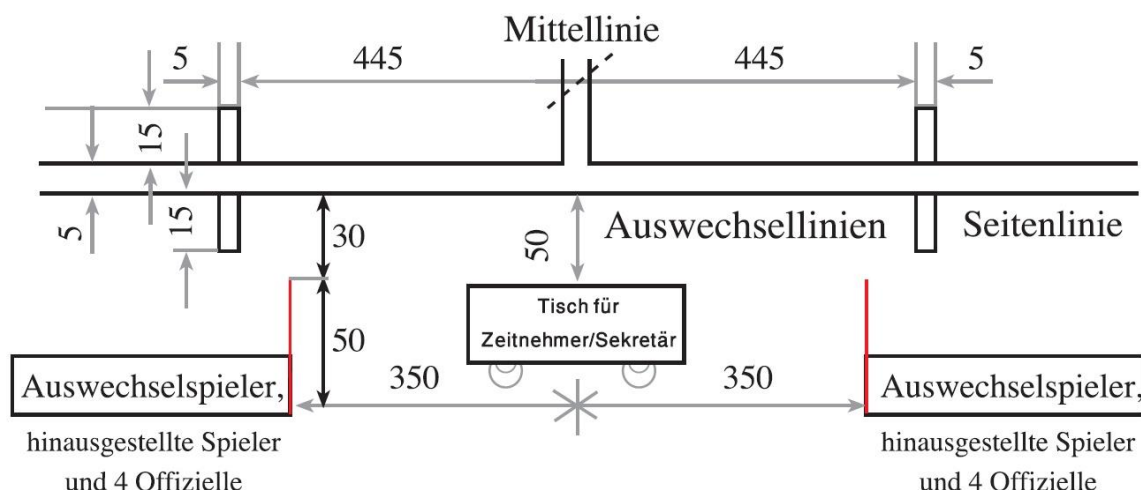 Mittellinie
5
445
445
5
15
5
15
30
50
Auswechsellinien
Seitenlinie
50
Tisch für
Zeitnehmer/Sekretär
350
350
Auswechselspieler,
hinausgestellte Spieler
und 4 Offizielle
Auswechselspieler,
hinausgestellte Spieler
und 4 Offizielle